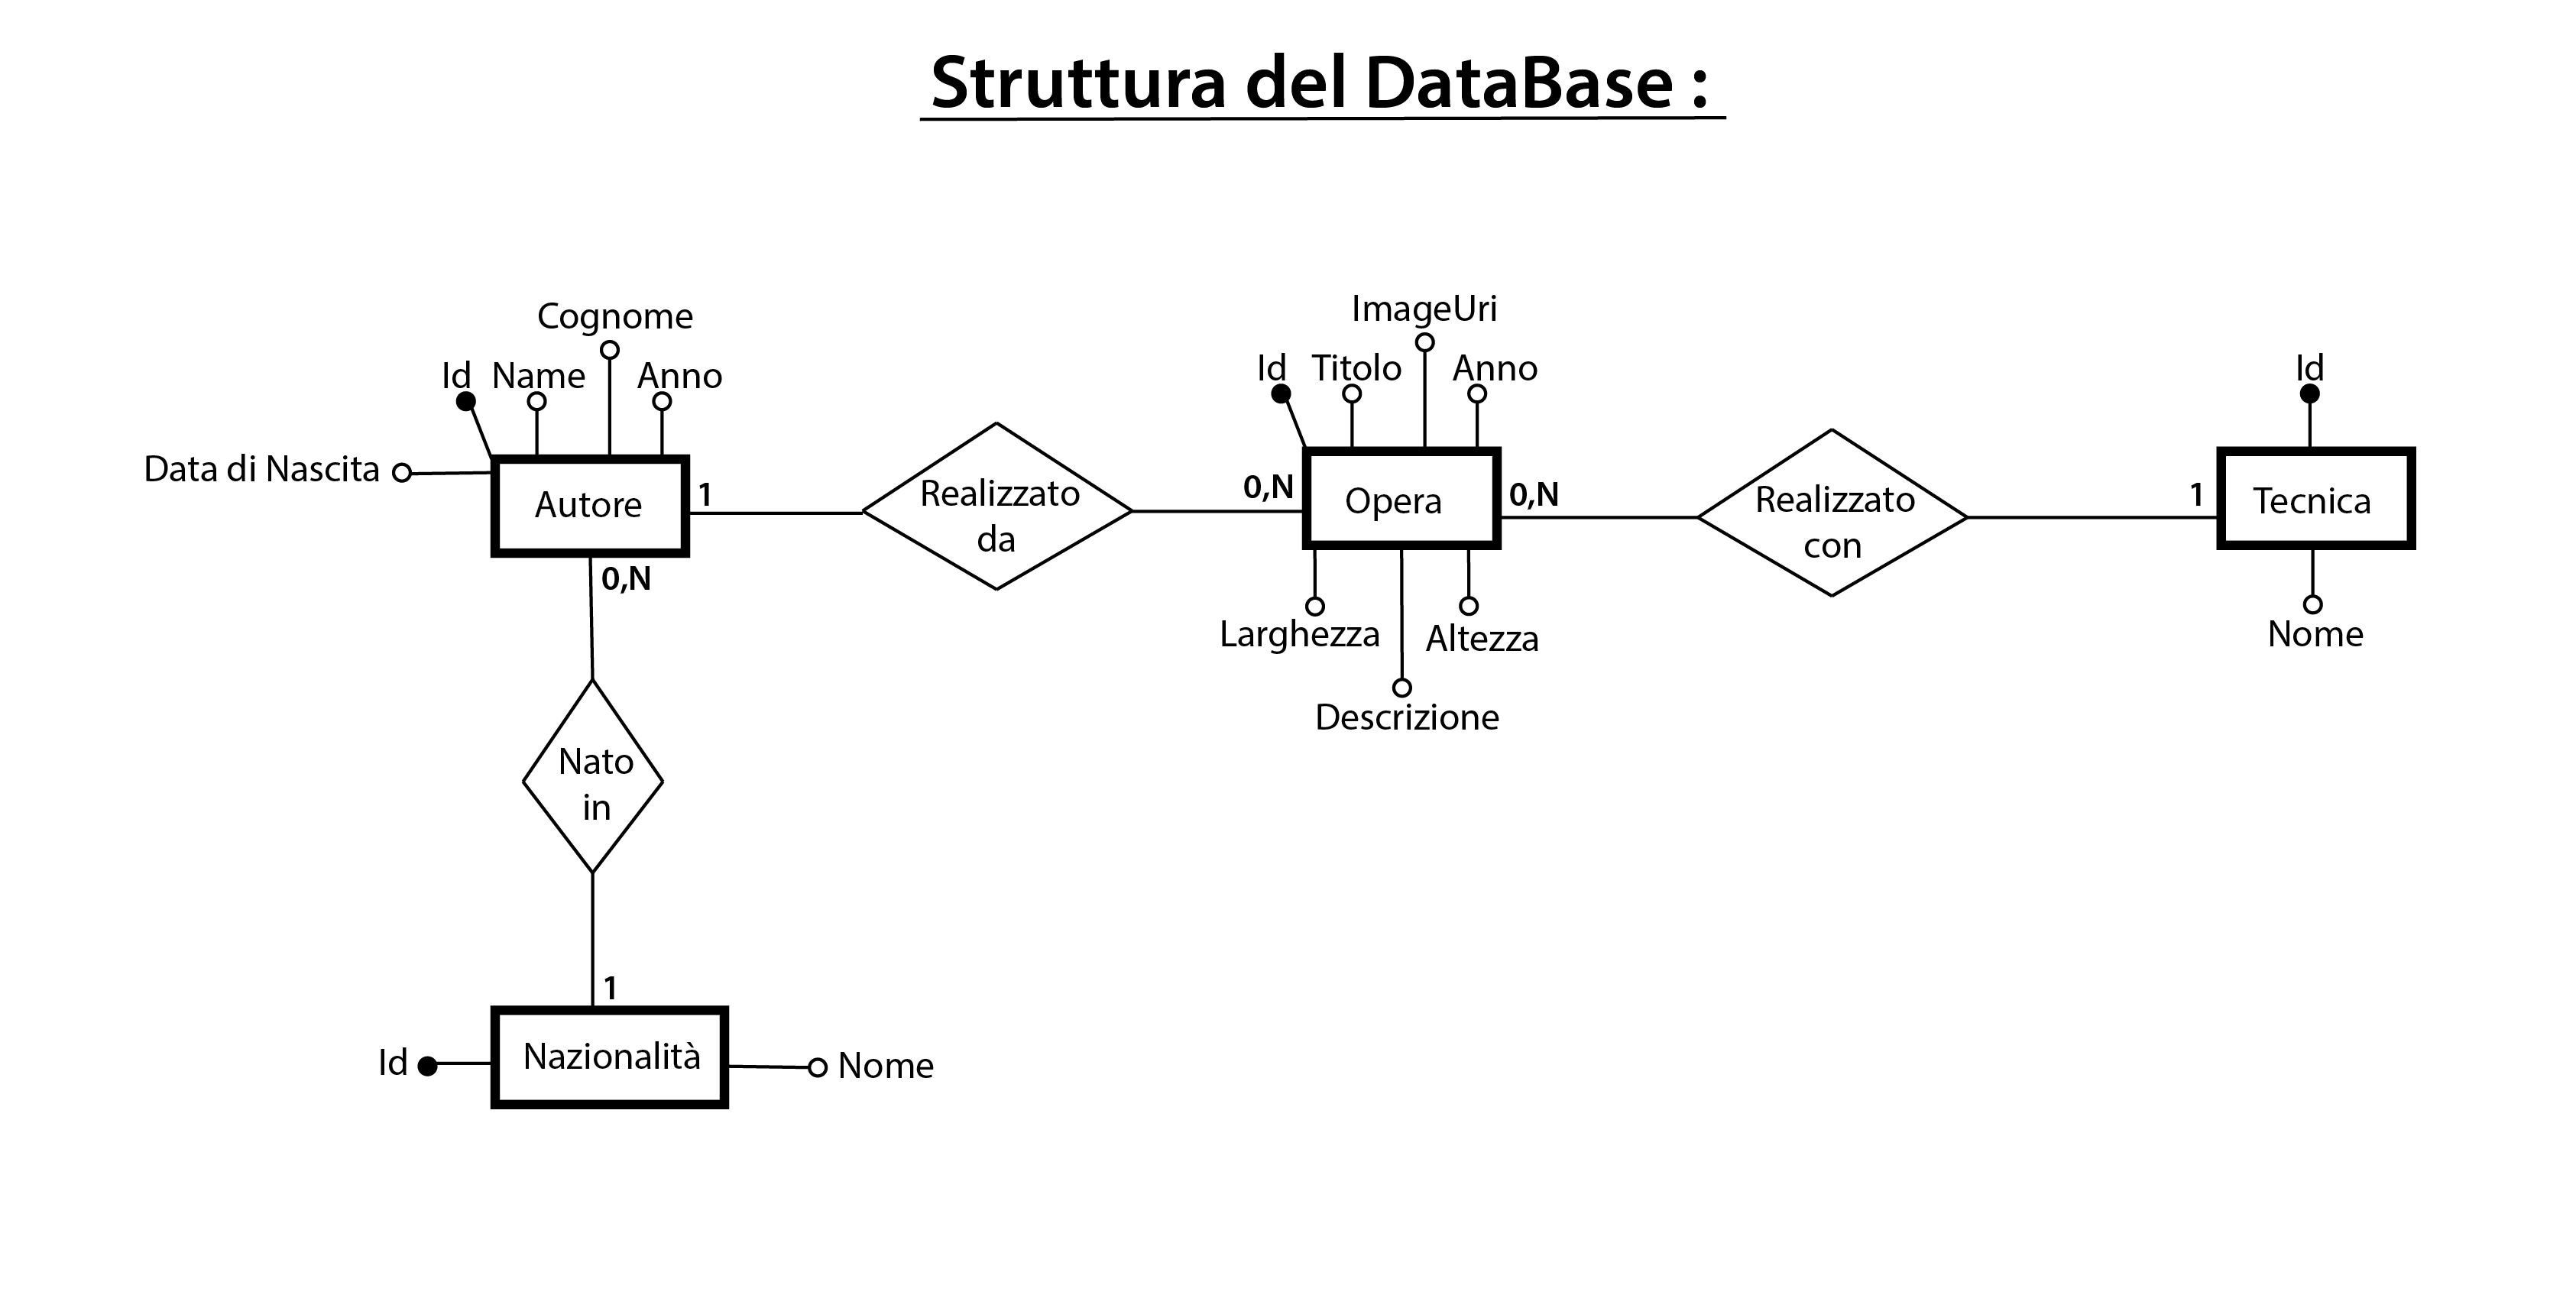 Struttura del DataBase :
Cognome
Id Name Anno
Data di Nascita
Autore
1
0,N
Realizzato
da
ImageUri
Id Titolo Anno
0,N
Opera
0,N
Larghezza
Altezza
Descrizione
Realizzato
con
Id
1
Tecnica
Nome
Nato
in
1
Id
Nazionalità
Nome